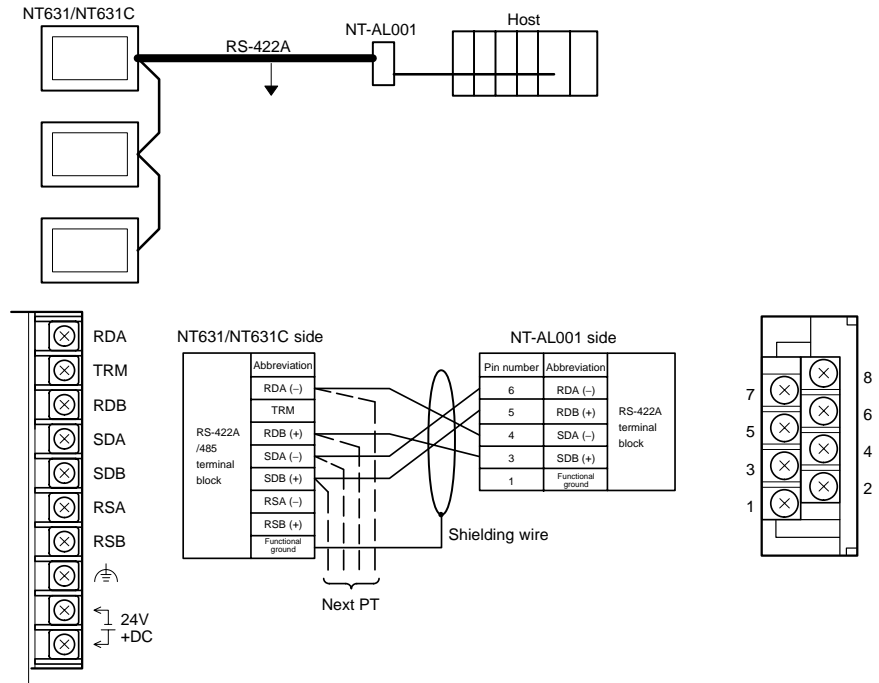 NT631/NT631C
RS-422A
NT-AL001
Host
RDA
TRM
RDB
SDA
SDB
RSA
RSB
24V
+DC
NT631/NT631C side
RS-422A
/485
terminal
block
Abbreviation
RDA (−)
TRM
RDB (+)
SDA (−)
SDB (+)
RSA (−)
RSB (+)
Functional
ground
Next PT
Shielding wire
NT-AL001 side
Pin number Abbreviation
6 RDA (−)
5 RDB (+)
4 SDA (−)
3 SDB (+)
1 Functional
ground
RS-422A
terminal
block
7
5
3
1
8
6
4
2